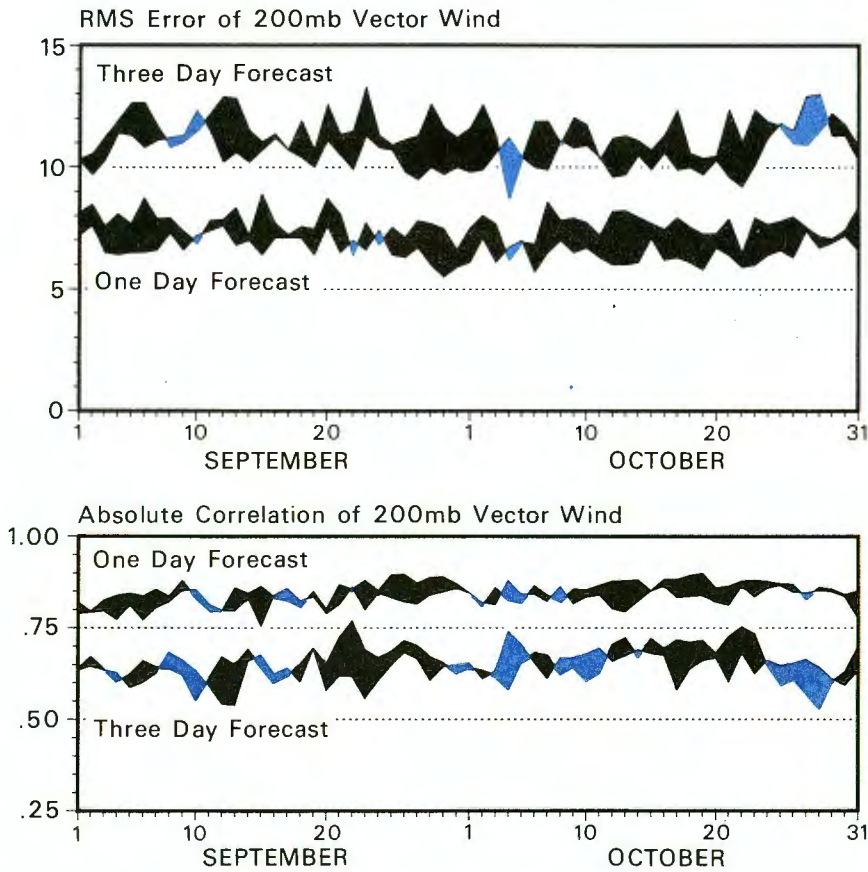 RMS Error of 200mb Vector Wind
15
Three Day Forecast
10
5
One Day Forecast
0
1 10 20 1 10 20 31
SEPTEMBER OCTOBER
Absolute Correlation of 200mb Vector Wind
1.00
One Day Forecast
.75
.50
Three Day Forecast
.25
1 10 20 1 10 20 31
SEPTEMBER OCTOBER